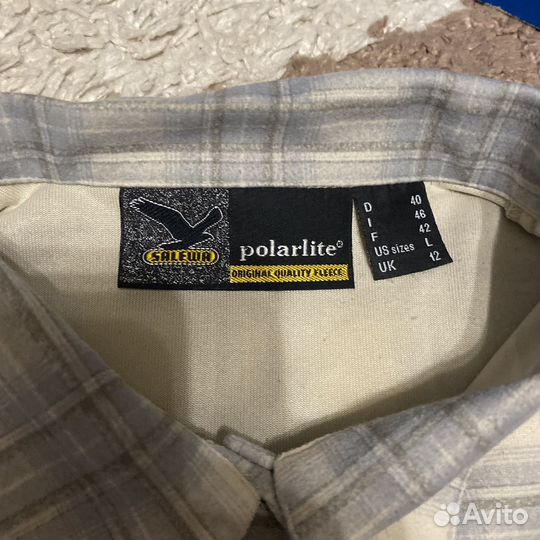 SALEWA
polarlite®
ORIGINAL QUALITY FLEECE
D 40
I 46
F 42
US sizes L
UK 12
Avito